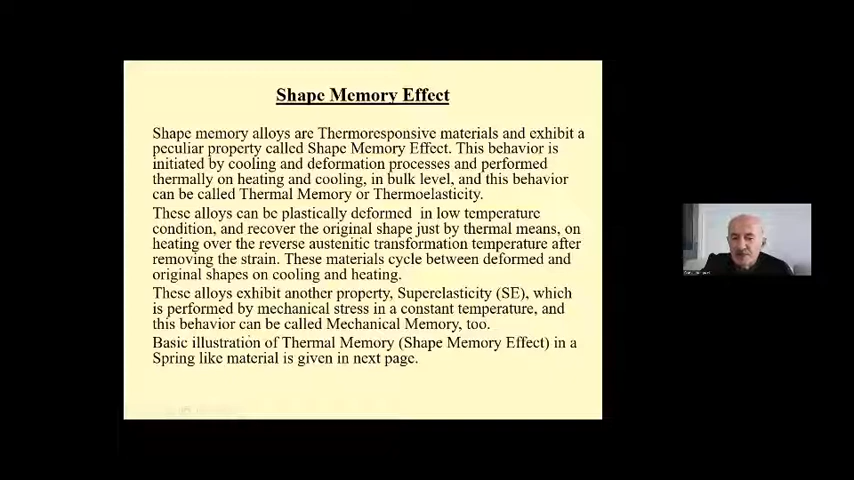 Shape Memory Effect
Shape memory alloys are Thermoresponsive materials and exhibit a
peculiar property called Shape Memory Effect. This behavior is
initiated by cooling and deformation processes and performed
thermally on heating and cooling, in bulk level, and this behavior
can be called Thermal Memory or Thermoelasticity.
These alloys can be plastically deformed in low temperature
condition, and recover the original shape just by thermal means, on
heating over the reverse austenitic transformation temperature after
removing the strain. These materials cycle between deformed and
original shapes on cooling and heating.
These alloys exhibit another property, Superelasticity (SE), which
is performed by mechanical stress in a constant temperature, and
this behavior can be called Mechanical Memory, too.
Basic illustration of Thermal Memory (Shape Memory Effect) in a
Spring like material is given in next page.